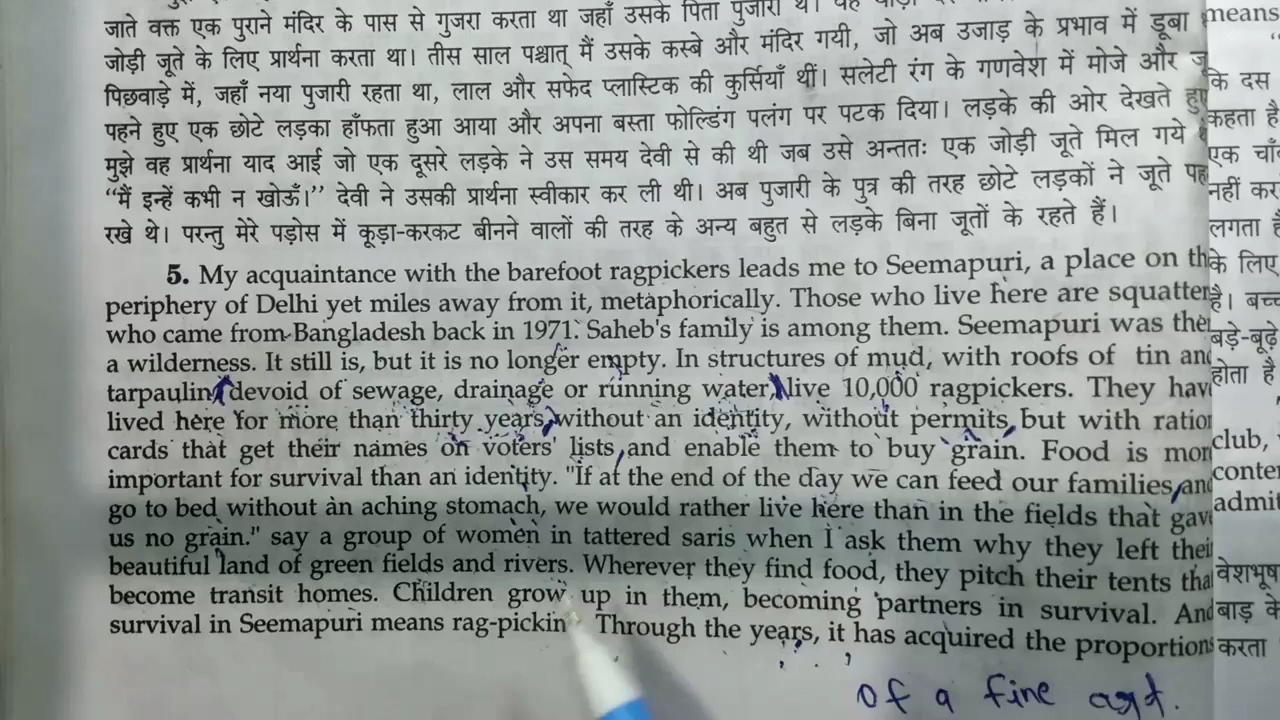 जाते वक्त एक पुराने मंदिर के पास से गुजरा करता था जहाँ उसके पिता पुजारी थे। वह
जोड़ी जूते के लिए प्रार्थना करता था। तीस साल पश्चात् मैं उसके कस्बे और मंदिर गयी, जो अब उजाड़ के प्रभाव में डूबा
पिछवाड़े में, जहाँ नया पुजारी रहता था, लाल और सफेद प्लास्टिक की कुर्सियाँ थीं। सलेटी रंग के गणवेश में मोजे और जू
पहने हुए एक छोटे लड़का हाँफता हुआ आया और अपना बस्ता फोल्डिंग पलंग पर पटक दिया। लड़के की ओर देखते हुए
मुझे वह प्रार्थना याद आई जो एक दूसरे लड़के ने उस समय देवी से की थी जब उसे अन्ततः एक जोड़ी जूते मिल गये थे
“मैं इन्हें कभी न खोऊँ।” देवी ने उसकी प्रार्थना स्वीकार कर ली थी। अब पुजारी के पुत्र की तरह छोटे लड़कों ने जूते पह
रखे थे। परन्तु मेरे पड़ोस में कूड़ा-करकट बीनने वालों की तरह के अन्य बहुत से लड़के बिना जूतों के रहते हैं।
5. My acquaintance with the barefoot ragpickers leads me to Seemapuri, a place on th
periphery of Delhi yet miles away from it, metaphorically. Those who live here are squatter
who came from Bangladesh back in 1971. Saheb's family is among them. Seemapuri was the
a wilderness. It still is, but it is no longer empty. In structures of mud, with roofs of tin an
tarpaulin, devoid of sewage, drainage or running water, live 10,000 ragpickers. They hav
lived here for more than thirty years, without an identity, without permits, but with ration
cards that get their names on voters' lists, and enable them to buy grain. Food is mor
important for survival than an identity. "If at the end of the day we can feed our families, and
go to bed without an aching stomach, we would rather live here than in the fields that gav
us no grain." say a group of women in tattered saris when I ask them why they left thei
beautiful land of green fields and rivers. Wherever they find food, they pitch their tents tha
become transit homes. Children grow up in them, becoming partners in survival. And
survival in Seemapuri means rag-pickin Through the years, it has acquired the proportions
of a fine art.
means
के दस
कहता है
एक चाँ
नहीं कर
लगता है
के लिए
है। बच्च
बड़े-बूढ़े
होता है
club,
conte
admit
वेशभूष
बाड़ के
करता